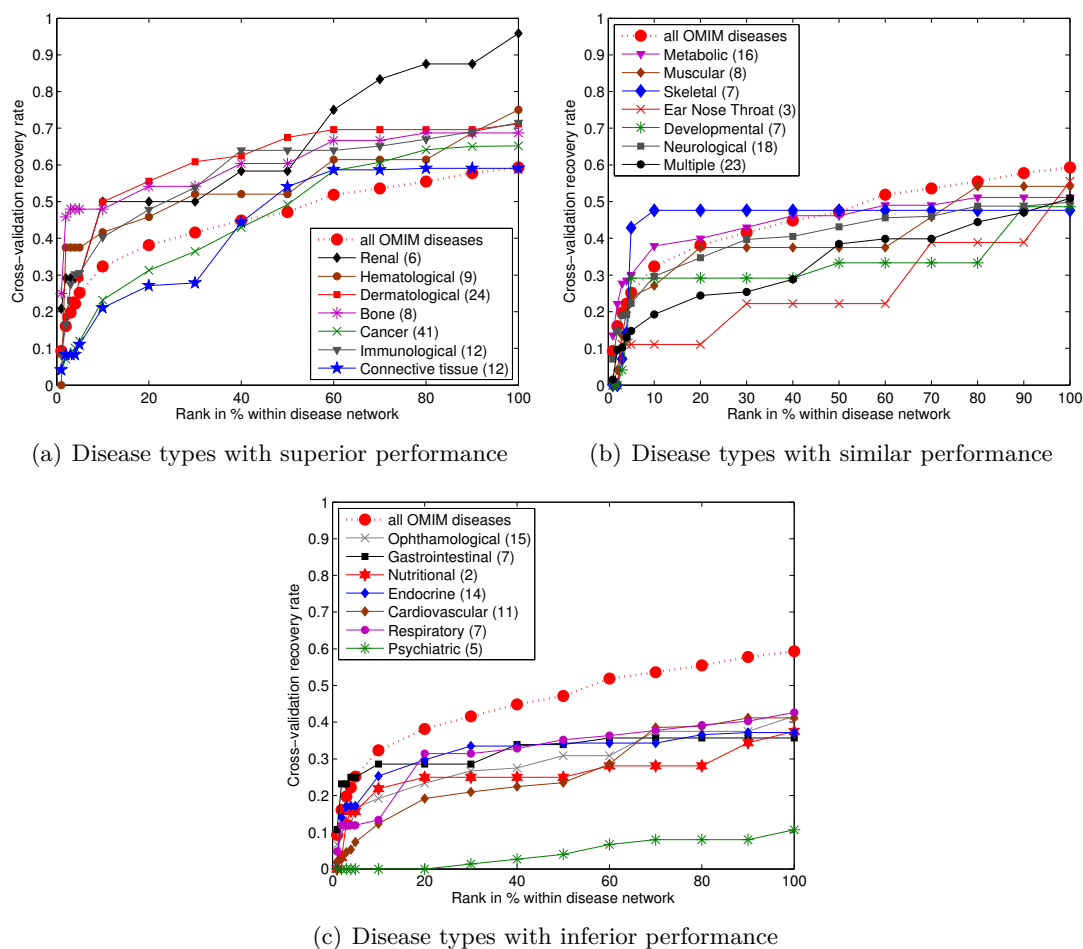 1
0.9
0.8
0.7
0.6
0.5
0.4
0.3
0.2
0.1
0
0 20 40 60 80 100
Cross−validation recovery rate
Rank in % within disease network
all OMIM diseases
Renal (6)
Hematological (9)
Dermatological (24)
Bone (8)
Cancer (41)
Immunological (12)
Connective tissue (12)
(a) Disease types with superior performance
1
0.9
0.8
0.7
0.6
0.5
0.4
0.3
0.2
0.1
0
0 10 20 30 40 50 60 70 80 90 100
Cross−validation recovery rate
Rank in % within disease network
all OMIM diseases
Metabolic (16)
Muscular (8)
Skeletal (7)
Ear Nose Throat (3)
Developmental (7)
Neurological (18)
Multiple (23)
(b) Disease types with similar performance
1
0.9
0.8
0.7
0.6
0.5
0.4
0.3
0.2
0.1
0
0 20 40 60 80 100
Cross−validation recovery rate
Rank in % within disease network
all OMIM diseases
Ophthamological (15)
Gastrointestinal (7)
Nutritional (2)
Endocrine (14)
Cardiovascular (11)
Respiratory (7)
Psychiatric (5)
(c) Disease types with inferior performance